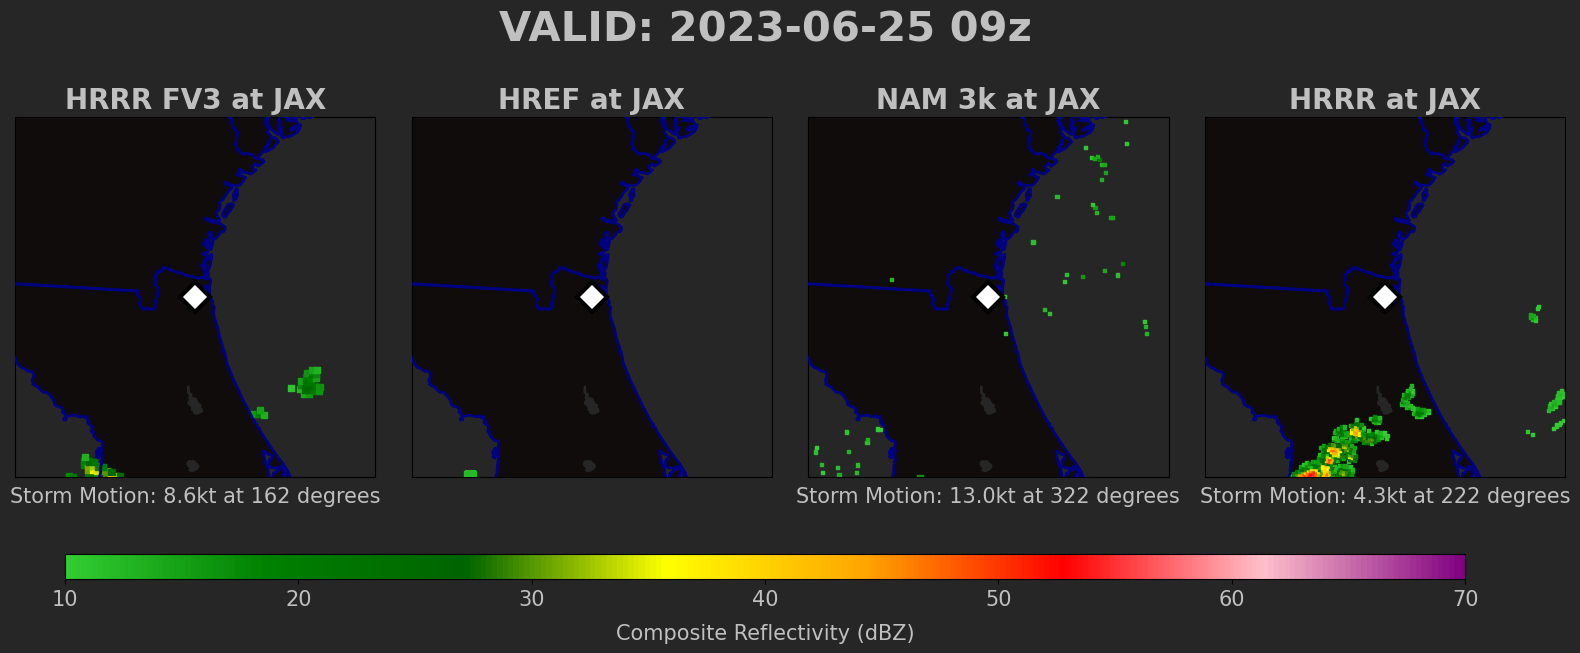 VALID: 2023-06-25 09z
HRRR FV3 at JAX
HREF at JAX
NAM 3k at JAX
HRRR at JAX
Storm Motion: 8.6kt at 162 degrees
Storm Motion: 13.0kt at 322 degrees
Storm Motion: 4.3kt at 222 degrees
10 20 30 40 50 60 70
Composite Reflectivity (dBZ)